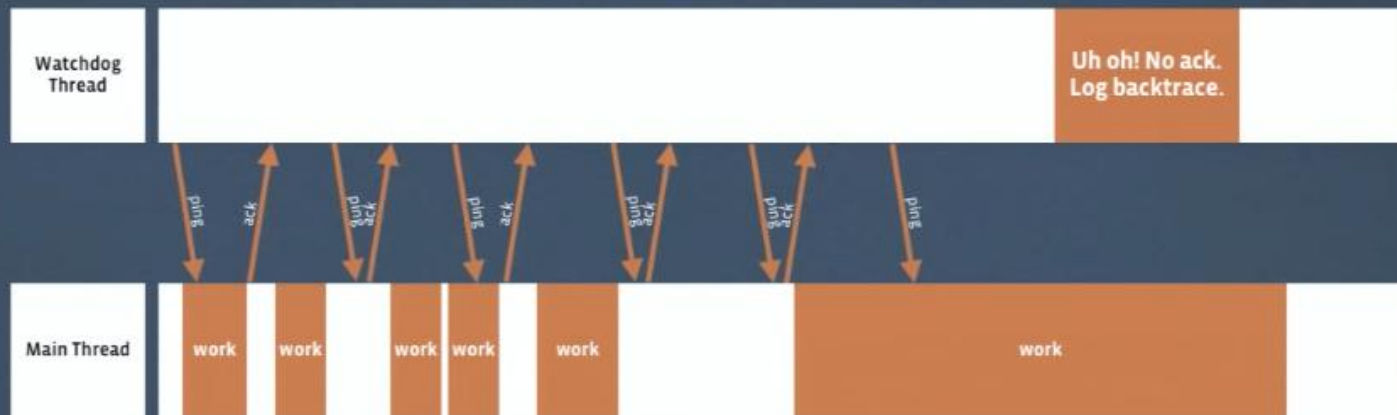 Watchdog
Thread
Uh oh! No ack.
Log backtrace.
ping
ack
ping
ack
ping
ack
ping
ack
ping
ack
ping
Main Thread
work
work
work
work
work
work